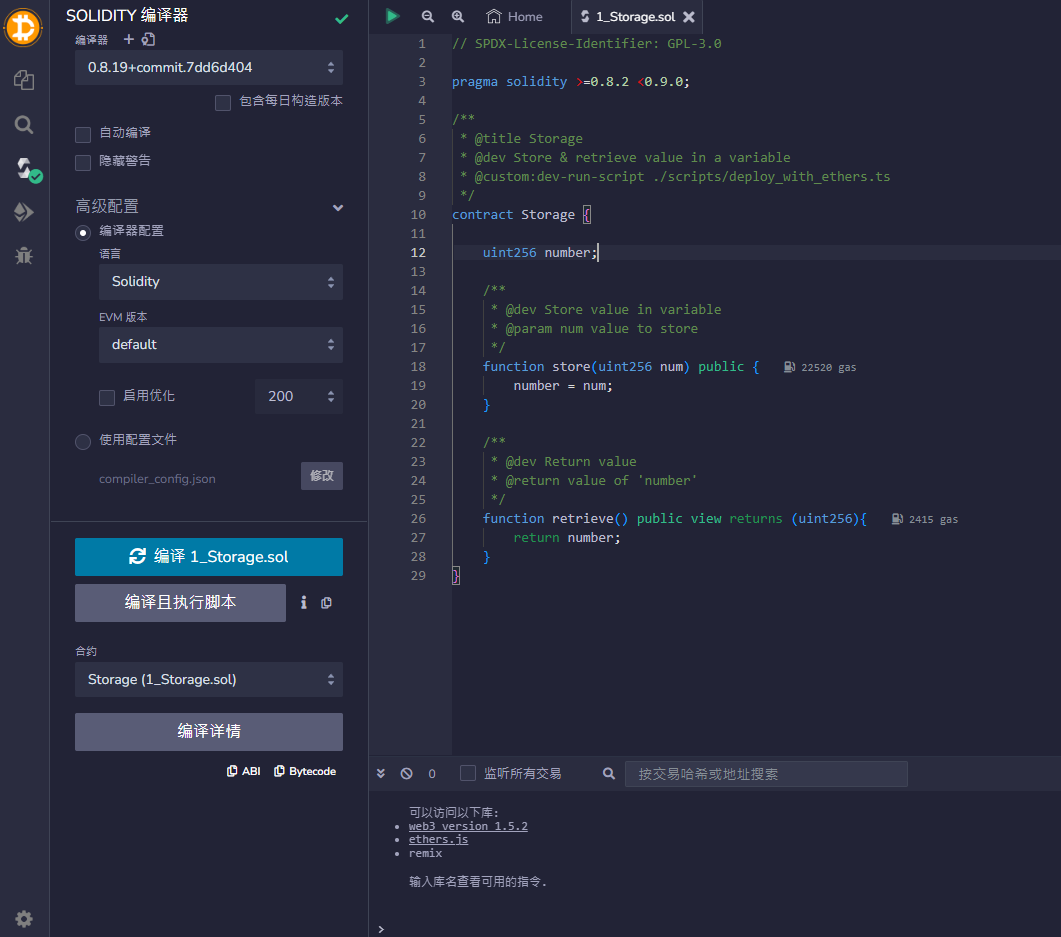 SOLIDITY 编译器
编译器
0.8.19+commit.7dd6d404
包含每日构造版本
自动编译
隐藏警告
高级配置
编译器配置
语言
Solidity
EVM 版本
default
启用优化
200
使用配置文件
compiler_config.json
修改
编译 1_Storage.sol
编译且执行脚本
合约
Storage (1_Storage.sol)
编译详情
ABI Bytecode
Home 1_Storage.sol
1 // SPDX-License-Identifier: GPL-3.0
2
3 pragma solidity >=0.8.2 <0.9.0;
4
5 /**
6 * @title Storage
7 * @dev Store & retrieve value in a variable
8 * @custom:dev-run-script ./scripts/deploy_with_ethers.ts
9 */
10 contract Storage {
11
12 uint256 number;
13
14 /**
15 * @dev Store value in variable
16 * @param num value to store
17 */
18 function store(uint256 num) public { 22520 gas
19 number = num;
20 }
21
22 /**
23 * @dev Return value
24 * @return value of 'number'
25 */
26 function retrieve() public view returns (uint256){ 2415 gas
27 return number;
28 }
29 }
0 监听所有交易 按交易哈希或地址搜索
可以访问以下库:
• web3 version 1.5.2
• ethers.js
• remix
输入库名查看可用的指令.
>